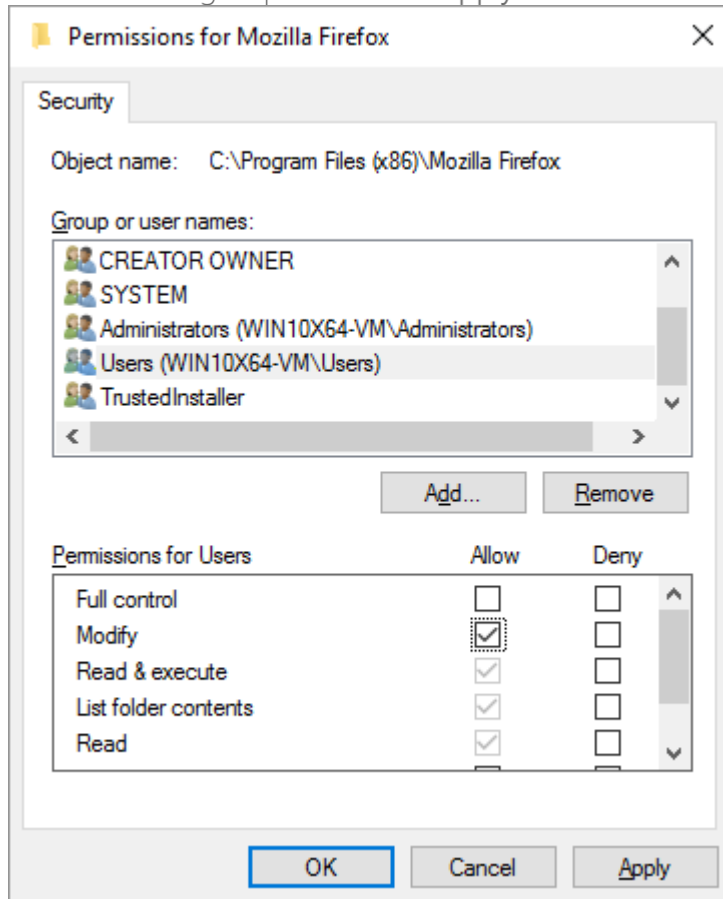 Permissions for Mozilla Firefox
Security
Object name: C:\Program Files (x86)\Mozilla Firefox
Group or user names:
CREATOR OWNER
SYSTEM
Administrators (WIN10X64-VM\Administrators)
Users (WIN10X64-VM\Users)
TrustedInstaller
Add... Remove
Permissions for Users Allow Deny
Full control
Modify
Read & execute
List folder contents
Read
OK Cancel Apply